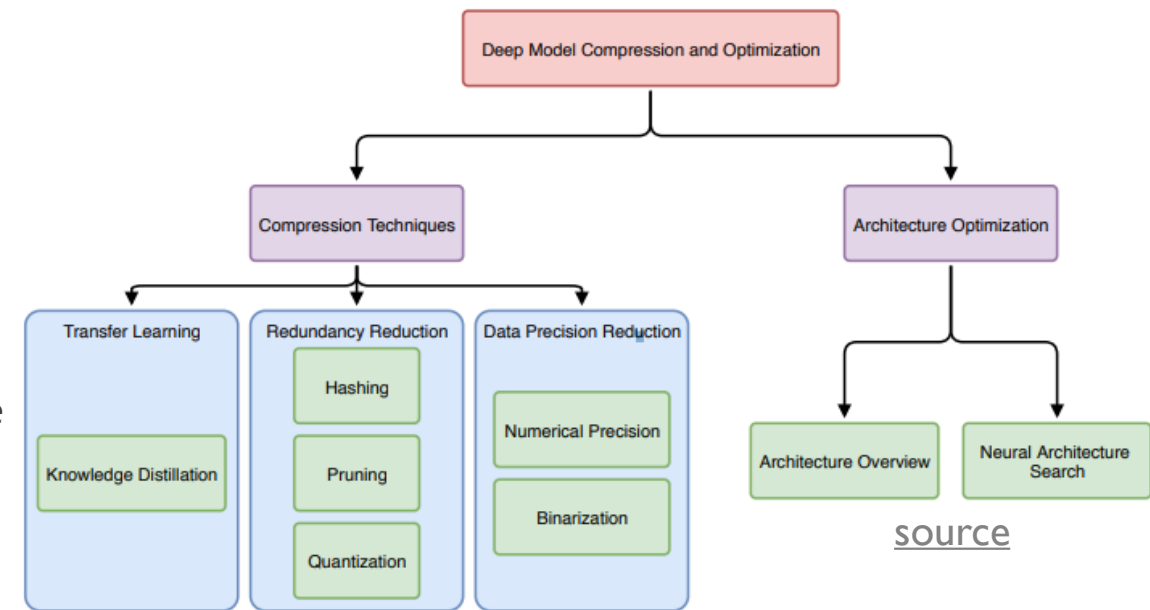 Deep Model Compression and Optimization
Compression Techniques
Architecture Optimization
Transfer Learning
Redundancy Reduction
Data Precision Reduction
Hashing
Numerical Precision
Knowledge Distillation
Pruning
Binarization
Quantization
Architecture Overview
Neural Architecture
Search
source
e